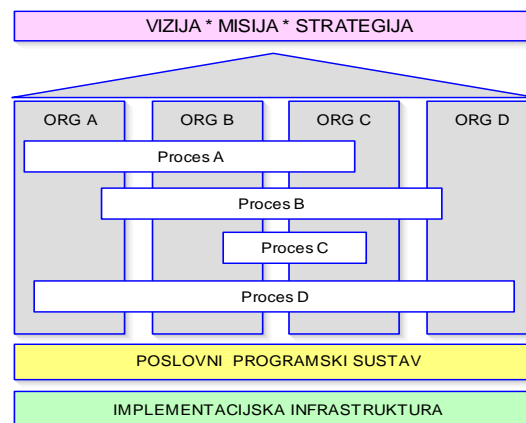 VIZIJA * MISIJA * STRATEGIJA
ORG A ORG B ORG C ORG D
Proces A
Proces B
Proces C
Proces D
POSLOVNI PROGRAMSKI SUSTAV
IMPLEMENTACIJSKA INFRASTRUKTURA